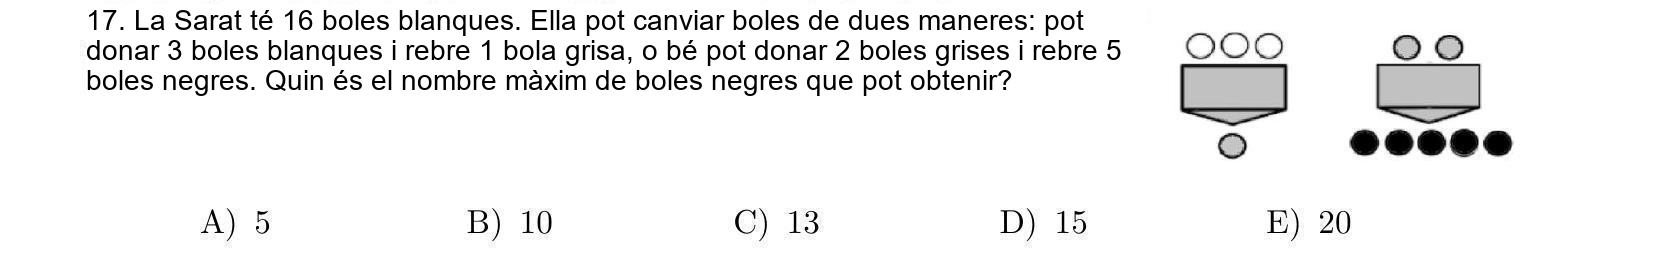 17. La Sarat té 16 boles blanques. Ella pot canviar boles de dues maneres: pot
donar 3 boles blanques i rebre 1 bola grisa, o bé pot donar 2 boles grises i rebre 5
boles negres. Quin és el nombre màxim de boles negres que pot obtenir?
A) 5 B) 10 C) 13 D) 15 E) 20